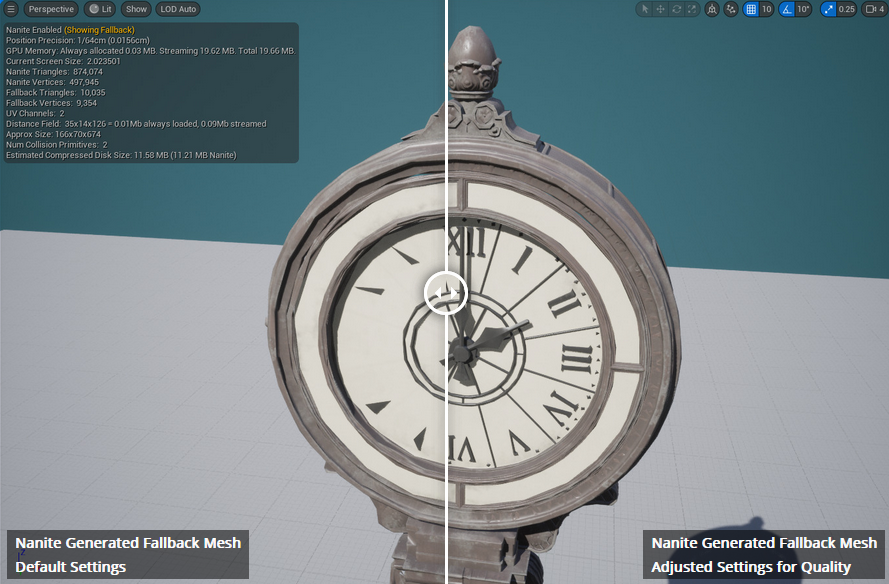 Perspective Lit Show LOD Auto 10 10° 0.25 4
Nanite Enabled (Showing Fallback)
Position Precision: 1/64cm (0.0156cm)
GPU Memory: Always allocated 0.03 MB. Streaming 19.62 MB. Total 19.66 MB.
Current Screen Size: 2.023501
Nanite Triangles: 874,074
Nanite Vertices: 497,945
Fallback Triangles: 10,035
Fallback Vertices: 9,354
UV Channels: 2
Distance Field: 35x14x126 = 0.01Mb always loaded, 0.09Mb streamed
Approx Size: 166x70x674
Num Collision Primitives: 2
Estimated Compressed Disk Size: 11.58 MB (11.21 MB Nanite)
XII
I
II
III
IV
V
VI
Nanite Generated Fallback Mesh
Default Settings
Nanite Generated Fallback Mesh
Adjusted Settings for Quality